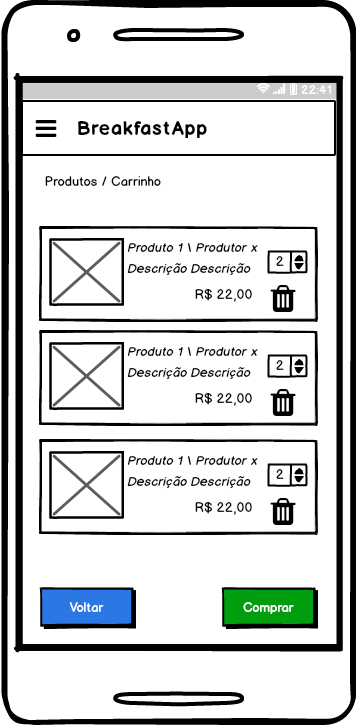 22:41
BreakfastApp
Produtos / Carrinho
Produto 1 \ Produtor x
Descrição Descrição
2
R$ 22,00
Produto 1 \ Produtor x
Descrição Descrição
2
R$ 22,00
Produto 1 \ Produtor x
Descrição Descrição
2
R$ 22,00
Voltar
Comprar